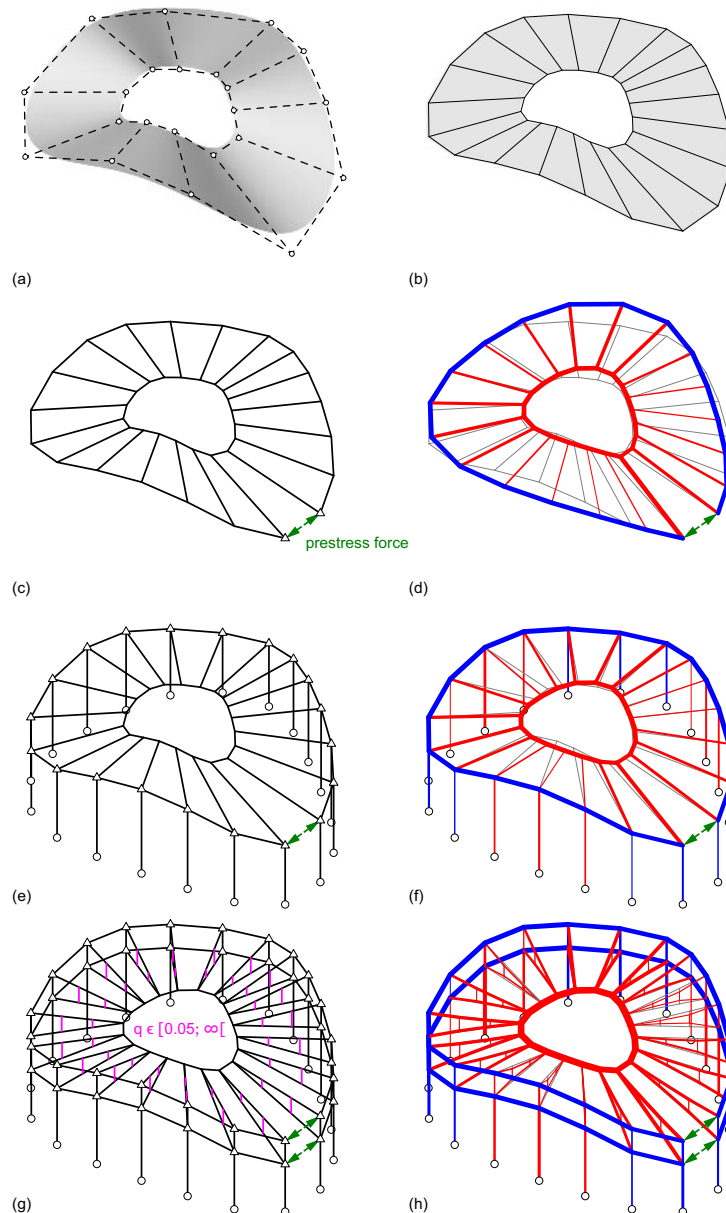 (a)
(b)
prestress force
(c)
(d)
(e)
(f)
q ϵ [0.05; ∞[
(g)
(h)